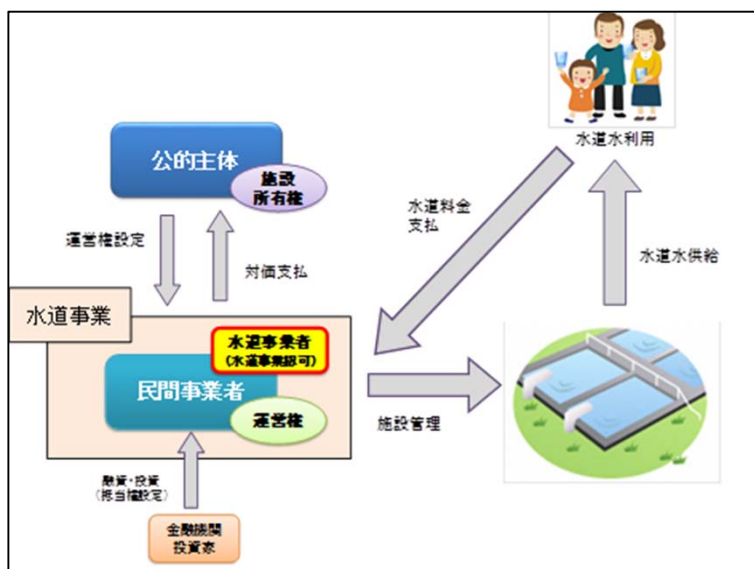 水道水利用
公的主体
施設
所有権
水道料金
支払
運営権設定
対価支払
水道水供給
水道事業
水道事業者
(水道事業認可)
民間事業者
運営権
施設管理
融資・投資
(抵当権設定)
金融機関
投資家